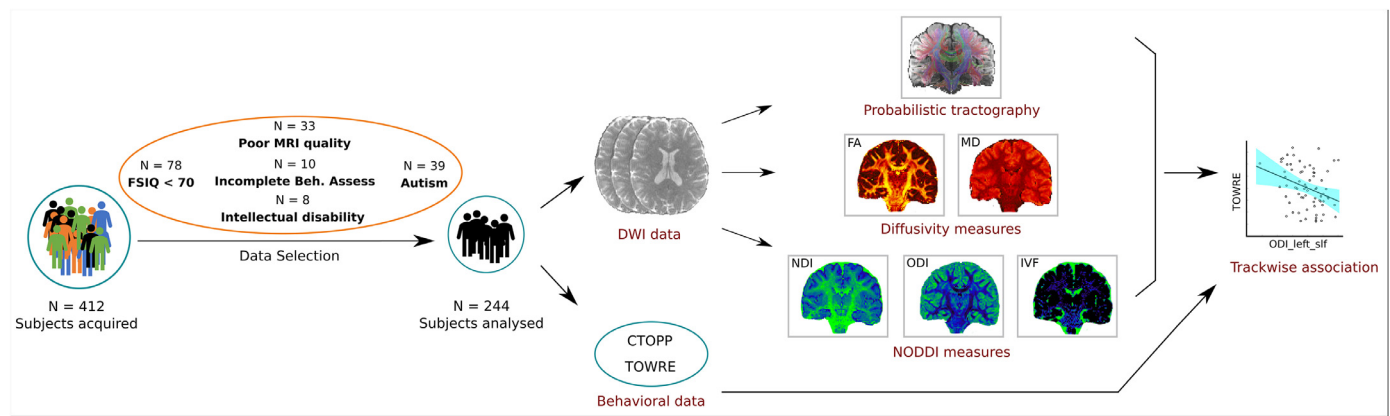 N = 412
Subjects acquired
N = 33
Poor MRI quality
N = 78
FSIQ < 70
N = 10
Incomplete Beh. Assess
N = 39
Autism
N = 8
Intellectual disability
Data Selection
N = 244
Subjects analysed
DWI data
CTOPP
TOWRE
Behavioral data
Probabilistic tractography
FA
MD
Diffusivity measures
NDI
ODI
IVF
NODDI measures
TOWRE
ODI_left_slf
Trackwise association